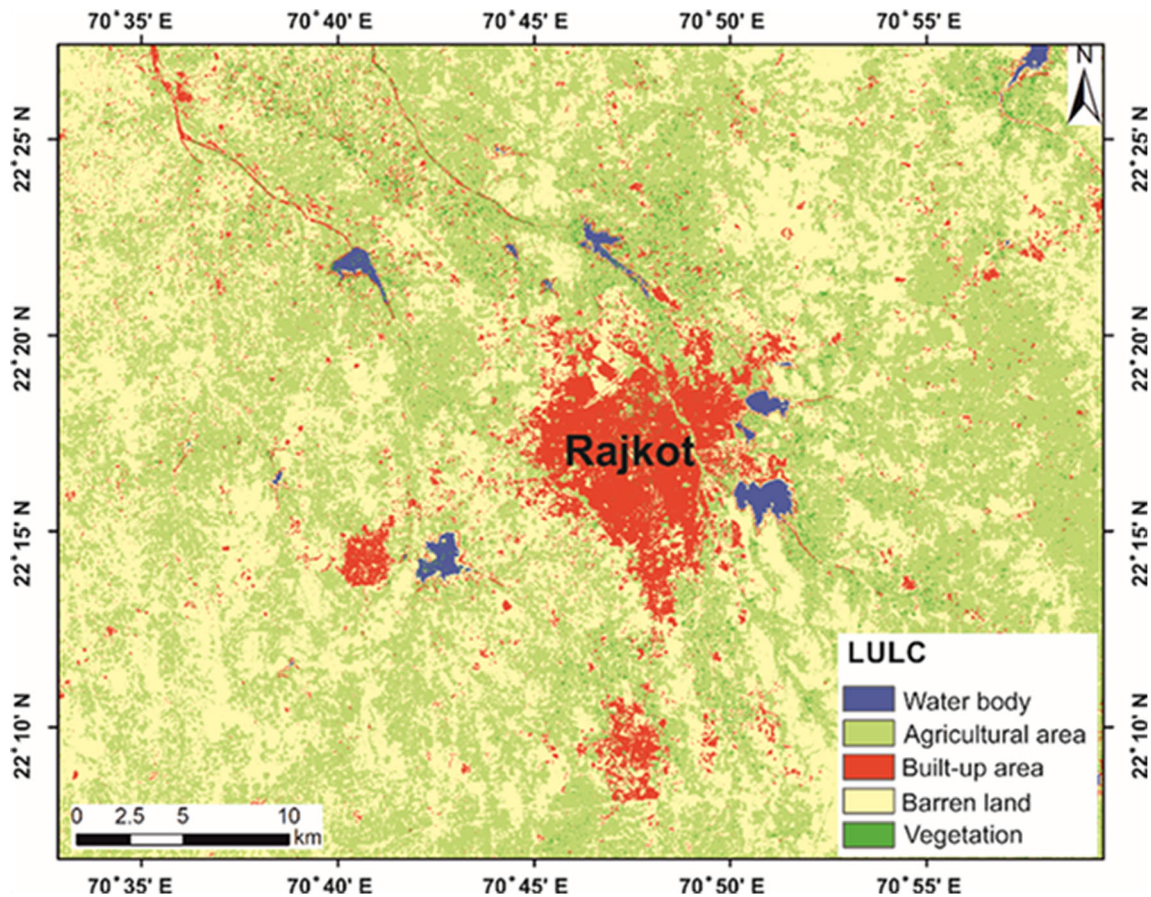 70°35' E 70°40' E 70°45' E 70°50' E 70°55' E
N
22°25' N
22°25' N
22°20' N
22°20' N
Rajkot
22°15' N
22°15' N
LULC
Water body
22°10' N
22°10' N
Agricultural area
Built-up area
Barren land
Vegetation
0 2.5 5 10
km
70°35' E 70°40' E 70°45' E 70°50' E 70°55' E